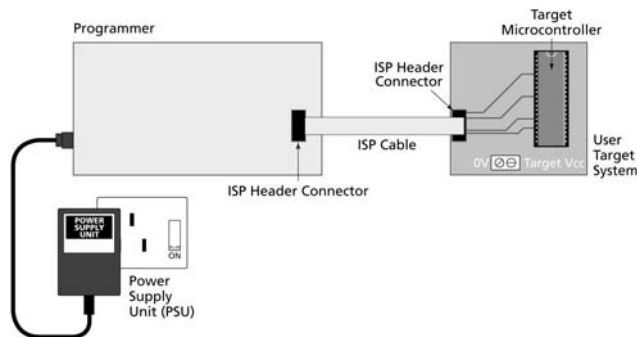 Programmer
Target
Microcontroller
ISP Header
Connector
ISP Cable
ISP Header Connector
User
Target
System
0V
Target Vcc
POWER
SUPPLY
UNIT
ON
Power
Supply
Unit (PSU)